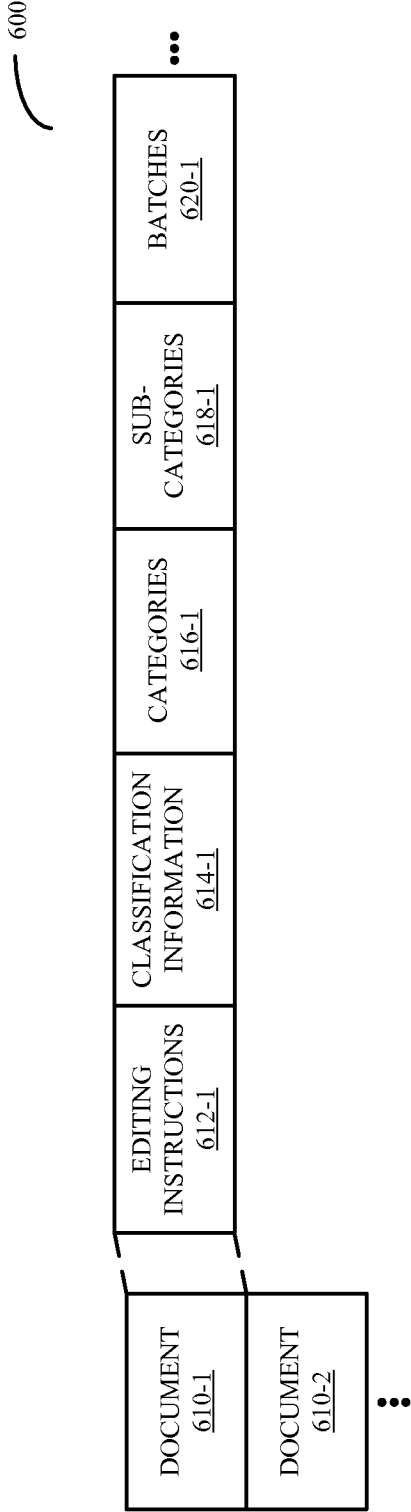 600
DOCUMENT
610-1
DOCUMENT
610-2
•••
EDITING
INSTRUCTIONS
612-1
CLASSIFICATION
INFORMATION
614-1
CATEGORIES
616-1
SUB-
CATEGORIES
618-1
BATCHES
620-1
•••